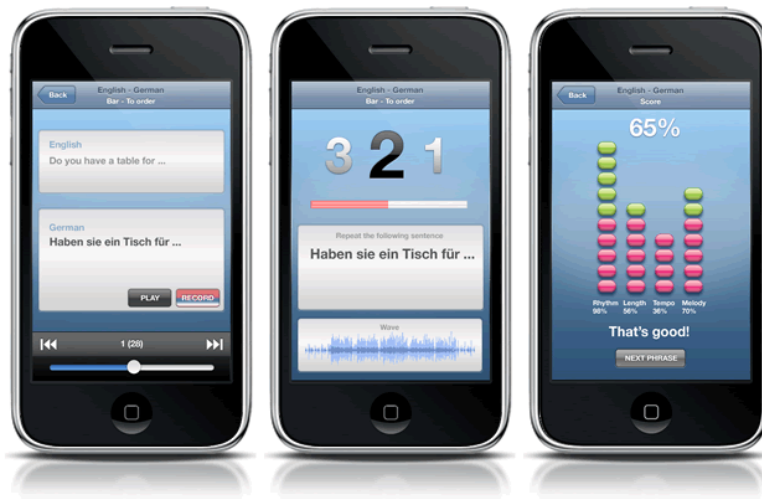 Back
English - German
Bar - To order
English
Do you have a table for ...
German
Haben sie ein Tisch für ...
PLAY
RECORD
1 (28)
English - German
Bar - To order
3 2 1
Repeat the following sentence
Haben sie ein Tisch für ...
Wave
Back
English - German
Score
65%
Rhythm Length Tempo Melody
98% 56% 36% 70%
That's good!
NEXT PHRASE